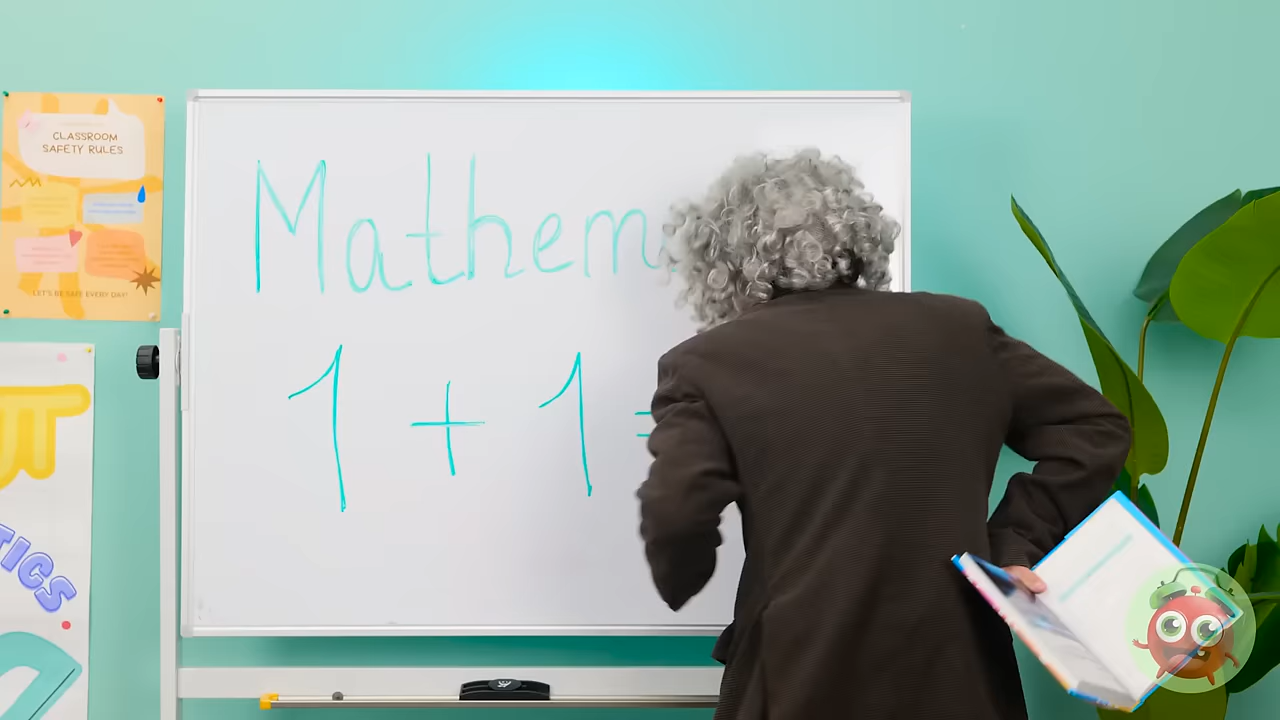 CLASSROOM
SAFETY RULES
LET'S BE SAFE EVERY DAY!
Mathem
1 + 1 =
TICS